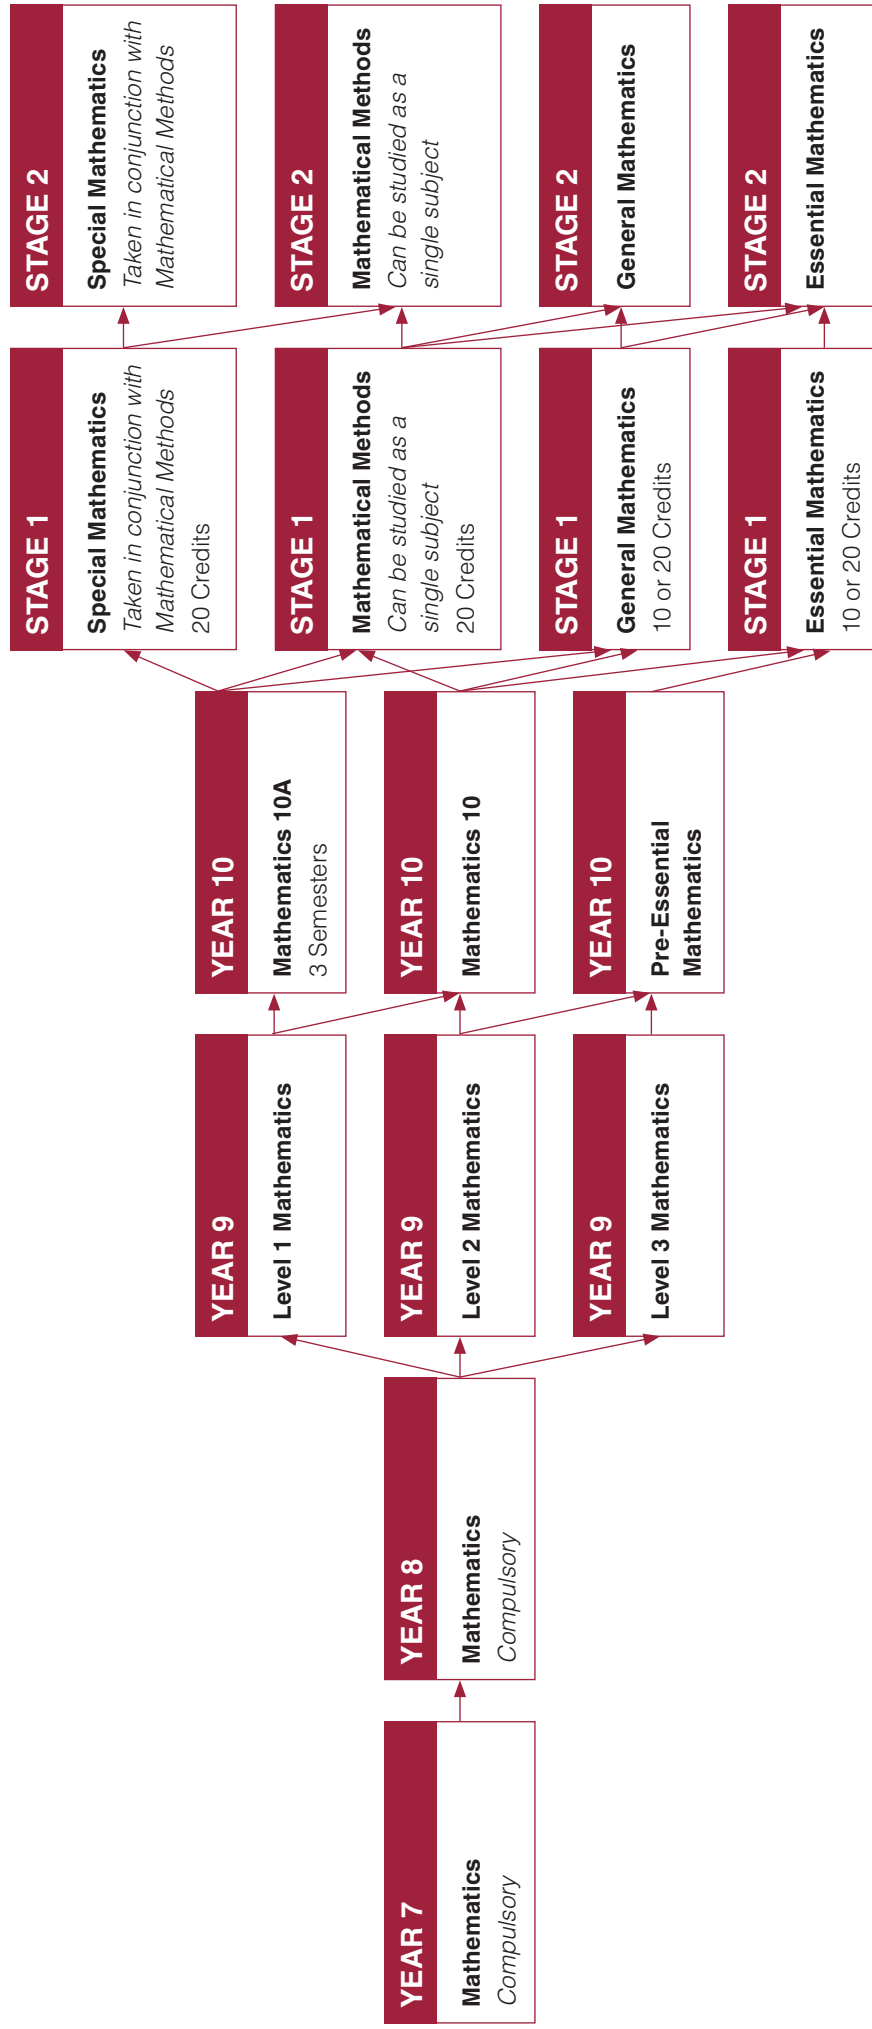 YEAR 7
Mathematics
Compulsory
YEAR 8
Mathematics
Compulsory
YEAR 9
Level 1 Mathematics
YEAR 9
Level 2 Mathematics
YEAR 9
Level 3 Mathematics
YEAR 10
Mathematics 10A
3 Semesters
YEAR 10
Mathematics 10
YEAR 10
Pre-Essential
Mathematics
STAGE 1
Special Mathematics
Taken in conjunction with
Mathematical Methods
20 Credits
STAGE 1
Mathematical Methods
Can be studied as a
single subject
20 Credits
STAGE 1
General Mathematics
10 or 20 Credits
STAGE 1
Essential Mathematics
10 or 20 Credits
STAGE 2
Special Mathematics
Taken in conjunction with
Mathematical Methods
STAGE 2
Mathematical Methods
Can be studied as a
single subject
STAGE 2
General Mathematics
STAGE 2
Essential Mathematics